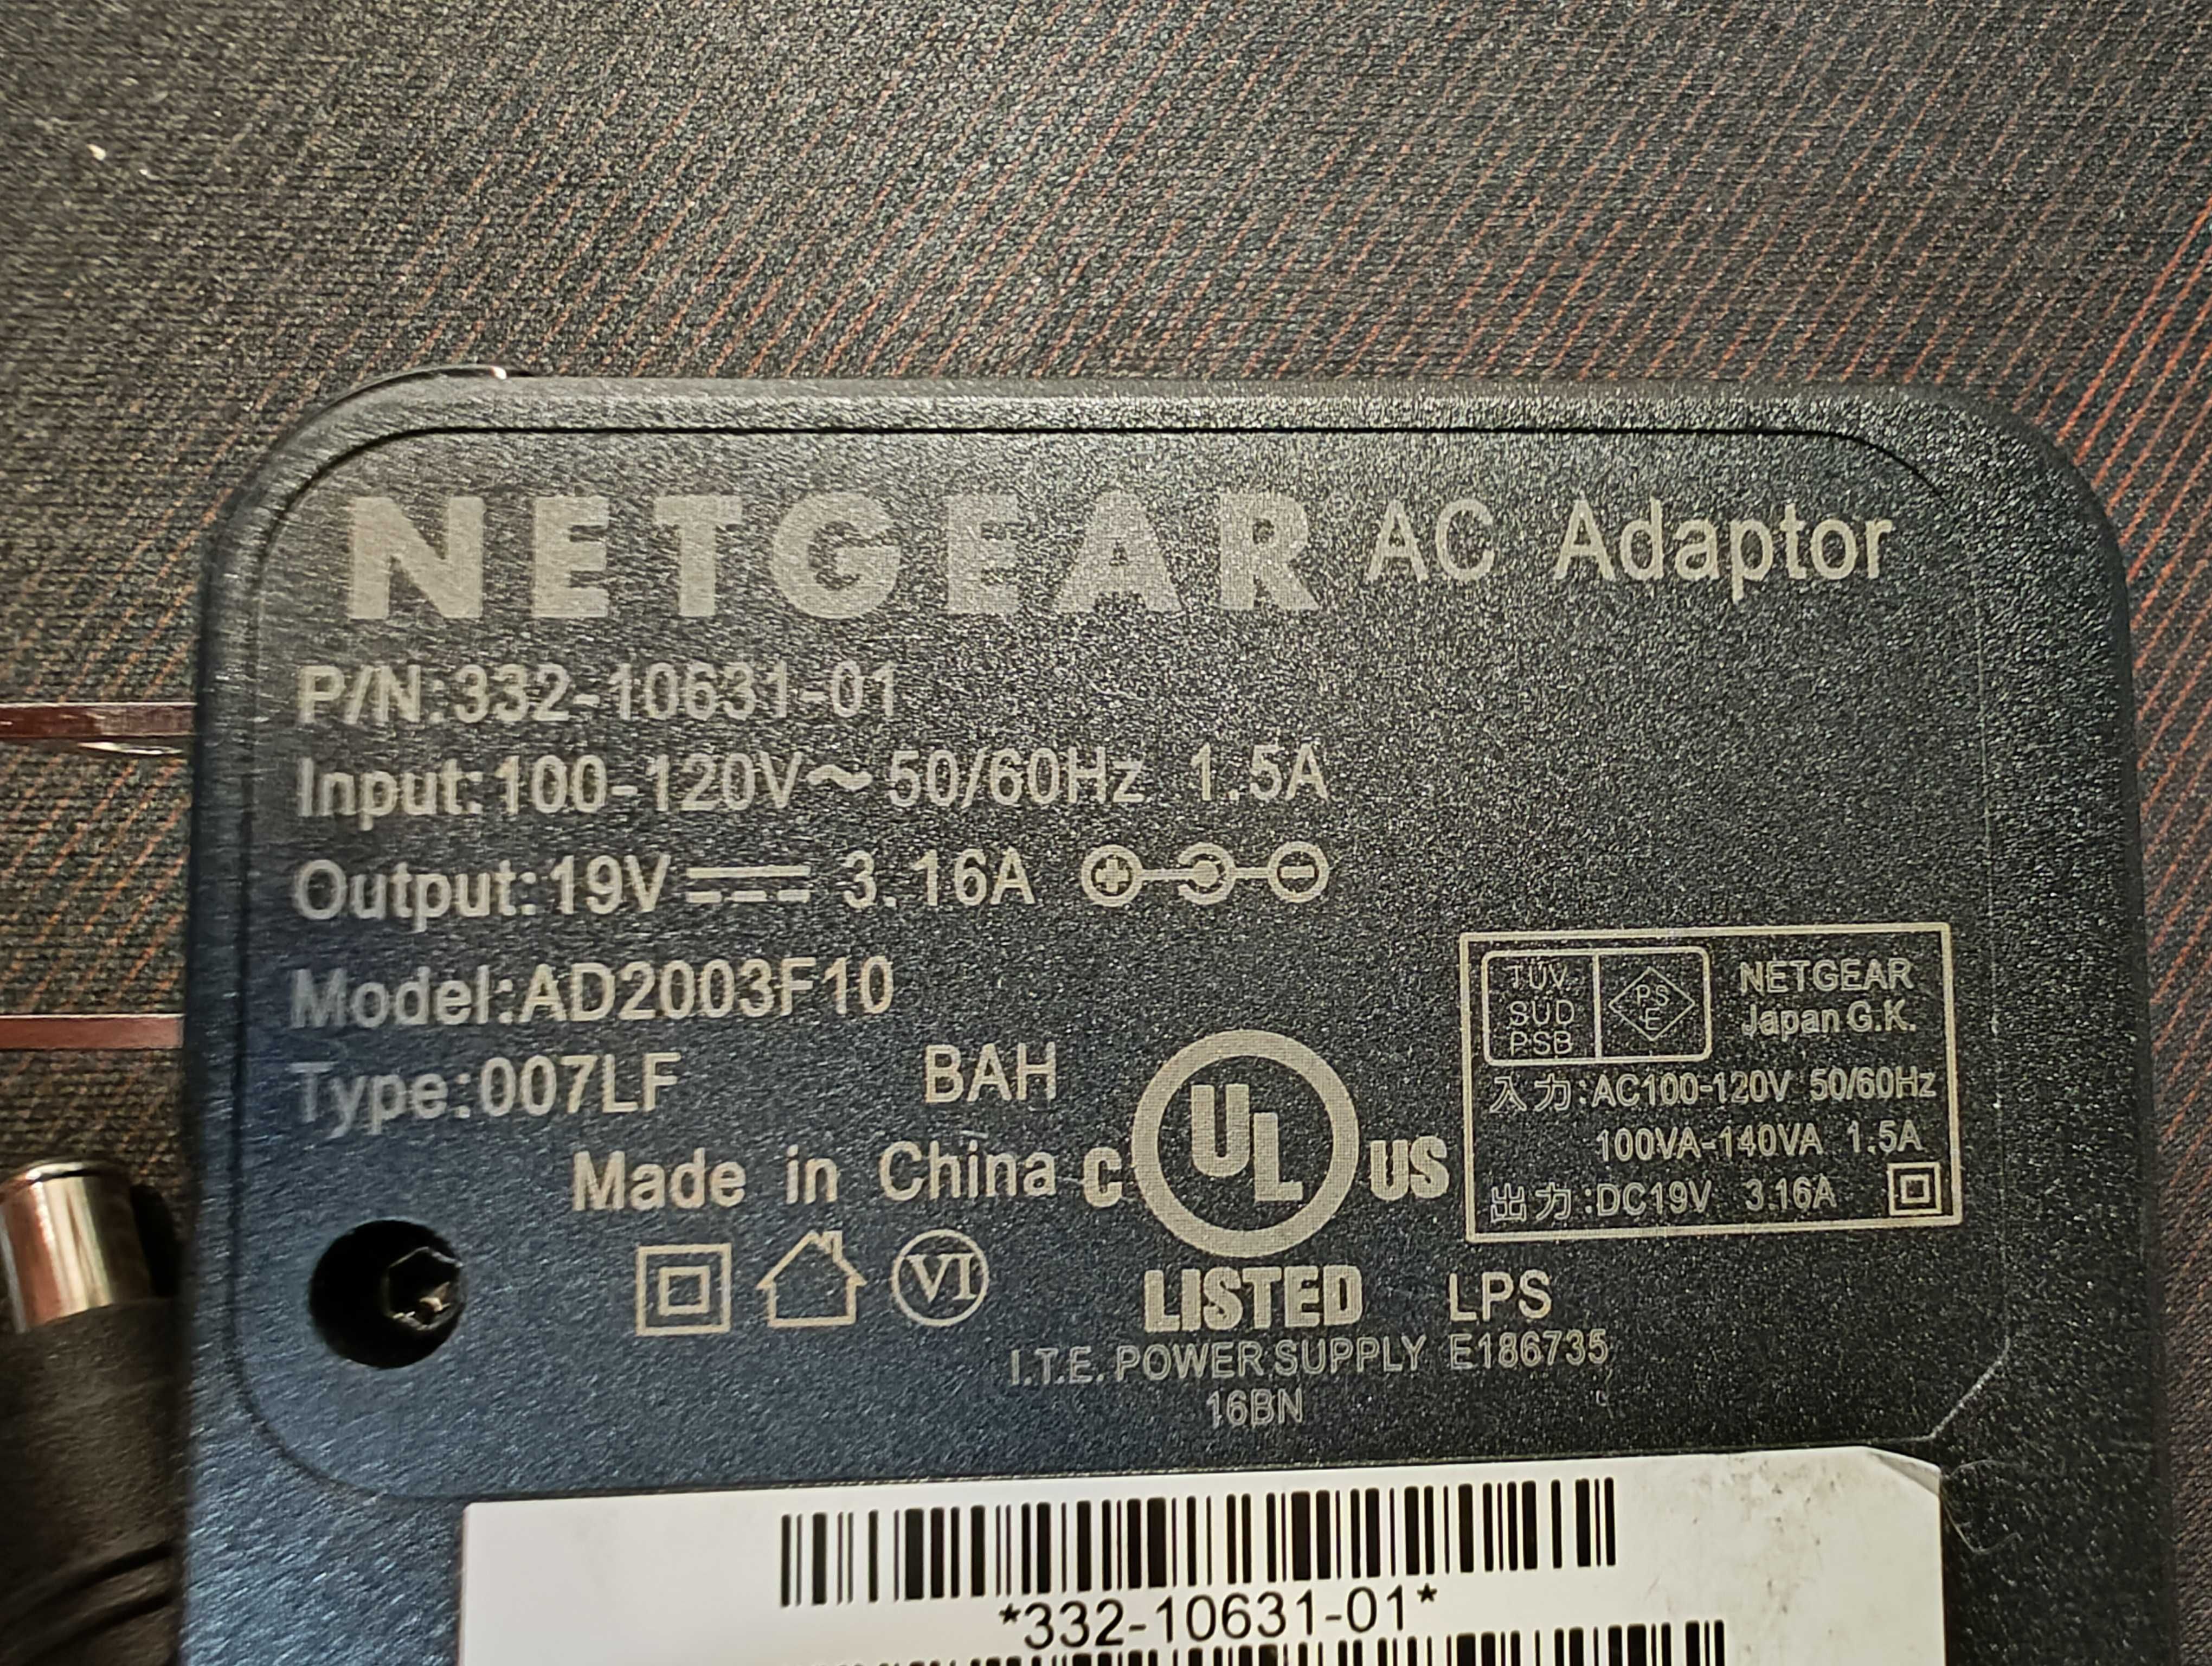 NETGEAR AC Adaptor
P/N:332-10631-01
Input:100-120V~50/60Hz 1.5A
Output:19V⎓3.16A
Model:AD2003F10
Type:007LF BAH
Made in China
VI
C UL US
LISTED LPS
I.T.E. POWER SUPPLY E186735
16BN
TÜV
SÜD
PSB
PS
E
NETGEAR
Japan G.K.
入力:AC100-120V 50/60Hz
100VA-140VA 1.5A
出力:DC19V 3.16A
*332-10631-01*